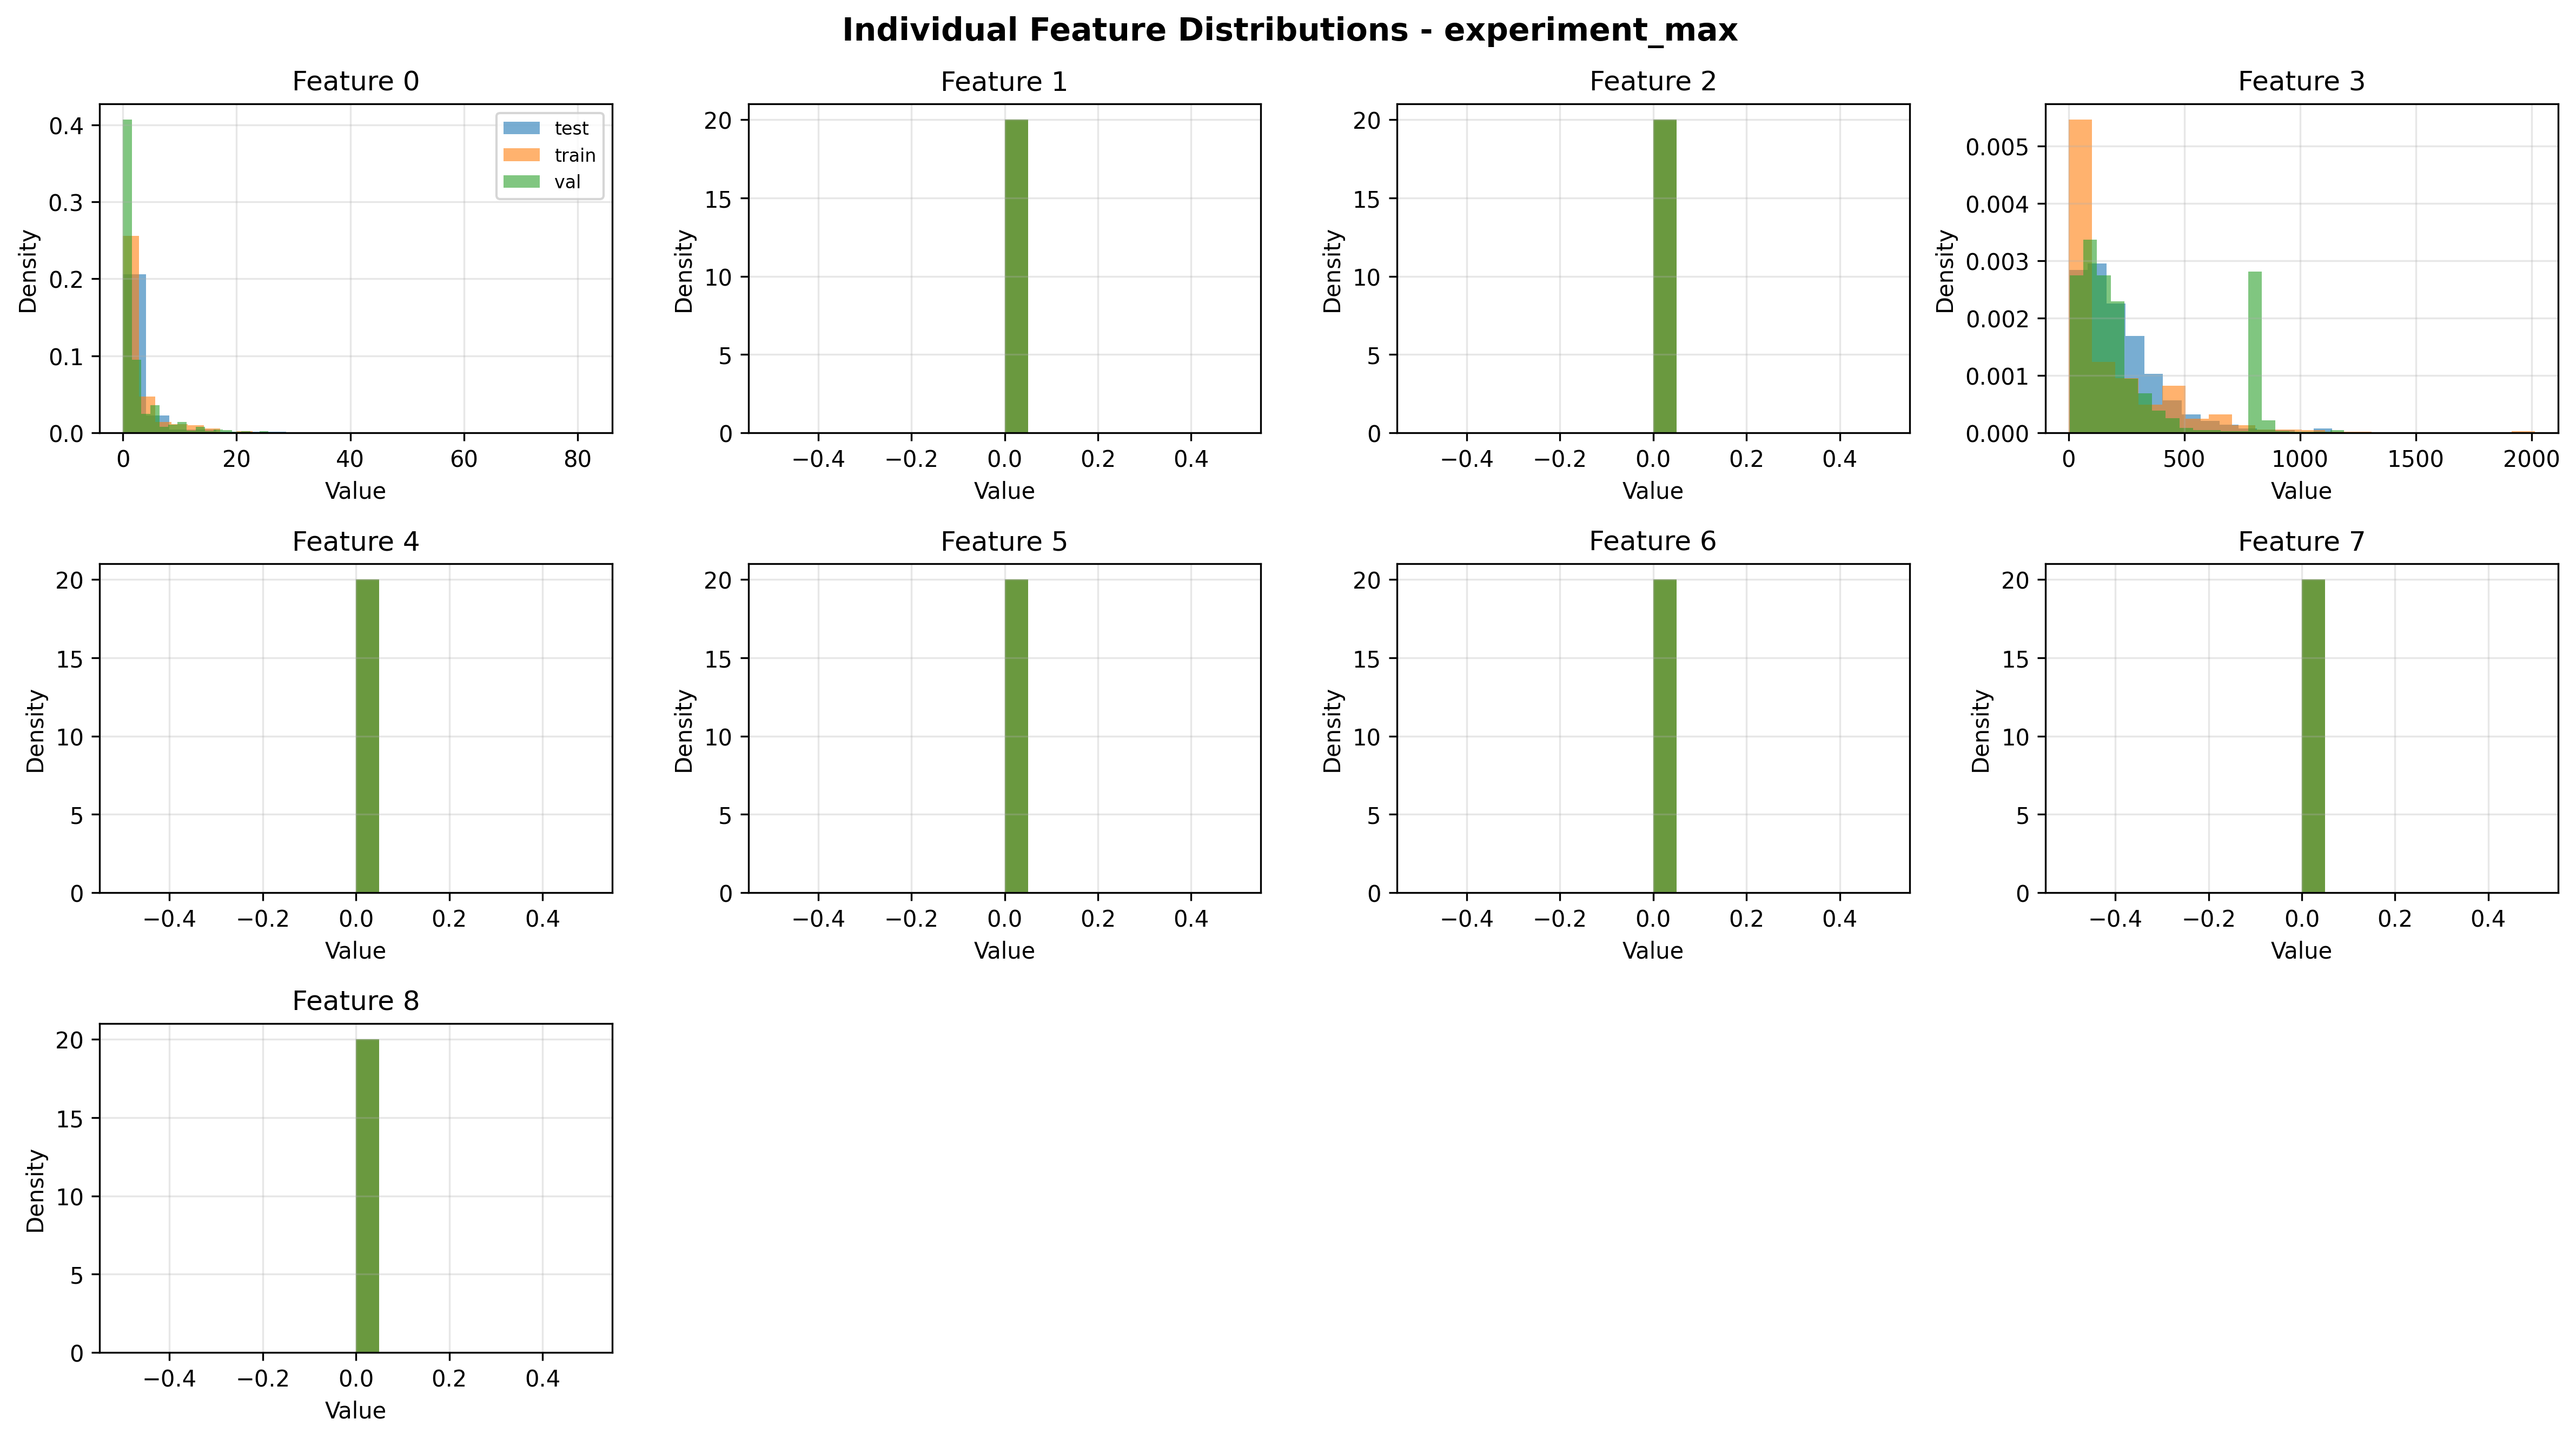 Individual Feature Distributions - experiment_max
Feature 0
Density
0.4
0.3
0.2
0.1
0.0
test
train
val
0
20
40
60
80
Value
Feature 1
Density
20
15
10
5
0
−0.4
−0.2
0.0
0.2
0.4
Value
Feature 2
Density
20
15
10
5
0
−0.4
−0.2
0.0
0.2
0.4
Value
Feature 3
Density
0.005
0.004
0.003
0.002
0.001
0.000
0
500
1000
1500
2000
Value
Feature 4
Density
20
15
10
5
0
−0.4
−0.2
0.0
0.2
0.4
Value
Feature 5
Density
20
15
10
5
0
−0.4
−0.2
0.0
0.2
0.4
Value
Feature 6
Density
20
15
10
5
0
−0.4
−0.2
0.0
0.2
0.4
Value
Feature 7
Density
20
15
10
5
0
−0.4
−0.2
0.0
0.2
0.4
Value
Feature 8
Density
20
15
10
5
0
−0.4
−0.2
0.0
0.2
0.4
Value